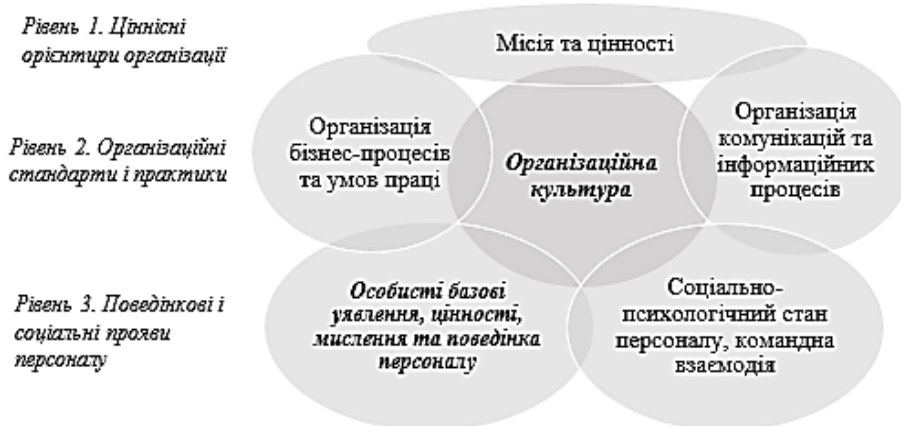 Рівень 1. Ціннісні
орієнтири організації
Місія та цінності
Рівень 2. Організаційні
стандарти і практики
Організація
бізнес-процесів
та умов праці
Організаційна
культура
Організація
комунікацій та
інформаційних
процесів
Рівень 3. Поведінкові і
соціальні прояви
персоналу
Особисті базові
уявлення, цінності,
мислення та поведінка
персоналу
Соціально-
психологічний стан
персоналу, командна
взаємодія